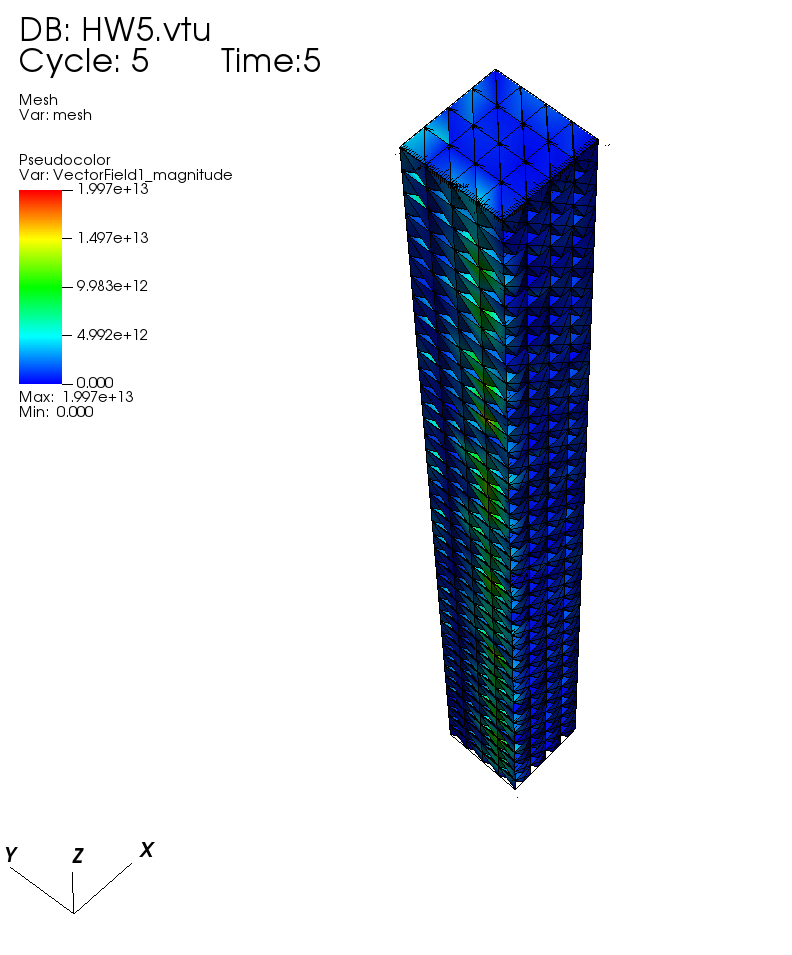 DB: HW5.vtu
Cycle: 5 Time:5
Mesh
Var: mesh
Pseudocolor
Var: VectorField1_magnitude
1.997e+13
1.497e+13
9.983e+12
4.992e+12
0.000
Max: 1.997e+13
Min: 0.000
Y Z X